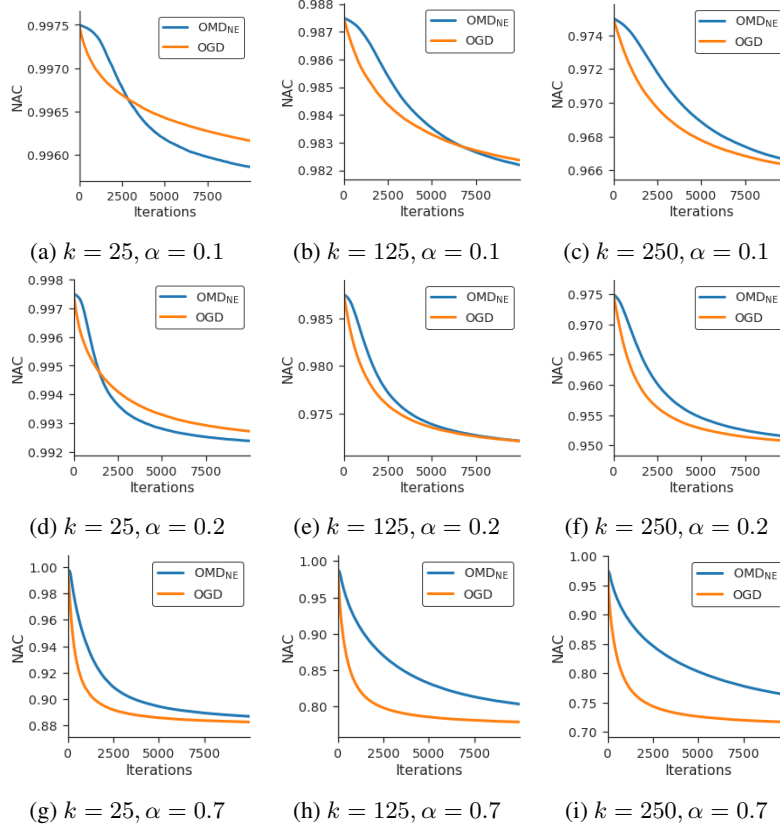 0.9975
0.9970
0.9965
0.9960
NAC
OMD_NE
OGD
0 2500 5000 7500
Iterations
(a) k = 25, α = 0.1
0.988
0.987
0.986
0.985
0.984
0.983
0.982
NAC
OMD_NE
OGD
0 2500 5000 7500
Iterations
(b) k = 125, α = 0.1
0.974
0.972
0.970
0.968
0.966
NAC
OMD_NE
OGD
0 2500 5000 7500
Iterations
(c) k = 250, α = 0.1
0.998
0.997
0.996
0.995
0.994
0.993
0.992
NAC
OMD_NE
OGD
0 2500 5000 7500
Iterations
(d) k = 25, α = 0.2
0.985
0.980
0.975
NAC
OMD_NE
OGD
0 2500 5000 7500
Iterations
(e) k = 125, α = 0.2
0.975
0.970
0.965
0.960
0.955
0.950
NAC
OMD_NE
OGD
0 2500 5000 7500
Iterations
(f) k = 250, α = 0.2
1.00
0.98
0.96
0.94
0.92
0.90
0.88
NAC
OMD_NE
OGD
0 2500 5000 7500
Iterations
(g) k = 25, α = 0.7
1.00
0.95
0.90
0.85
0.80
NAC
OMD_NE
OGD
0 2500 5000 7500
Iterations
(h) k = 125, α = 0.7
1.00
0.95
0.90
0.85
0.80
0.75
0.70
NAC
OMD_NE
OGD
0 2500 5000 7500
Iterations
(i) k = 250, α = 0.7